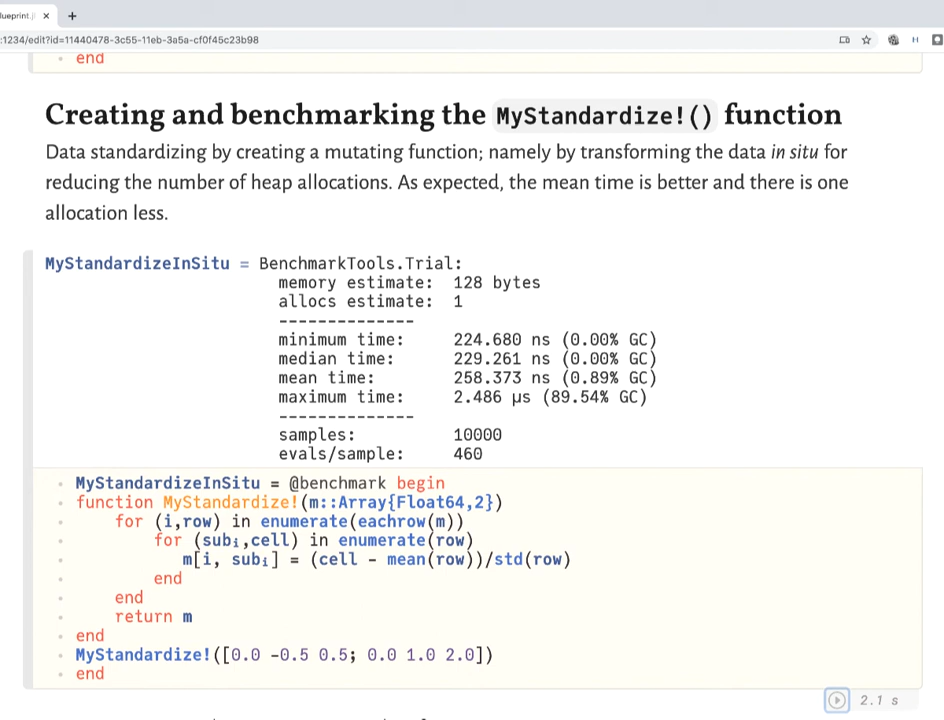 lueprint.jl × +
:1234/edit?id=11440478-3c55-11eb-3a5a-cf0f45c23b98
end
Creating and benchmarking the MyStandardize!() function
Data standardizing by creating a mutating function; namely by transforming the data in situ for
reducing the number of heap allocations. As expected, the mean time is better and there is one
allocation less.
MyStandardizeInSitu = BenchmarkTools.Trial:
memory estimate: 128 bytes
allocs estimate: 1
--------------
minimum time: 224.680 ns (0.00% GC)
median time: 229.261 ns (0.00% GC)
mean time: 258.373 ns (0.89% GC)
maximum time: 2.486 μs (89.54% GC)
--------------
samples: 10000
evals/sample: 460
MyStandardizeInSitu = @benchmark begin
function MyStandardize!(m::Array{Float64,2})
for (i,row) in enumerate(eachrow(m))
for (subᵢ,cell) in enumerate(row)
m[i, subᵢ] = (cell - mean(row))/std(row)
end
end
return m
end
MyStandardize!([0.0 -0.5 0.5; 0.0 1.0 2.0])
end
2.1 s